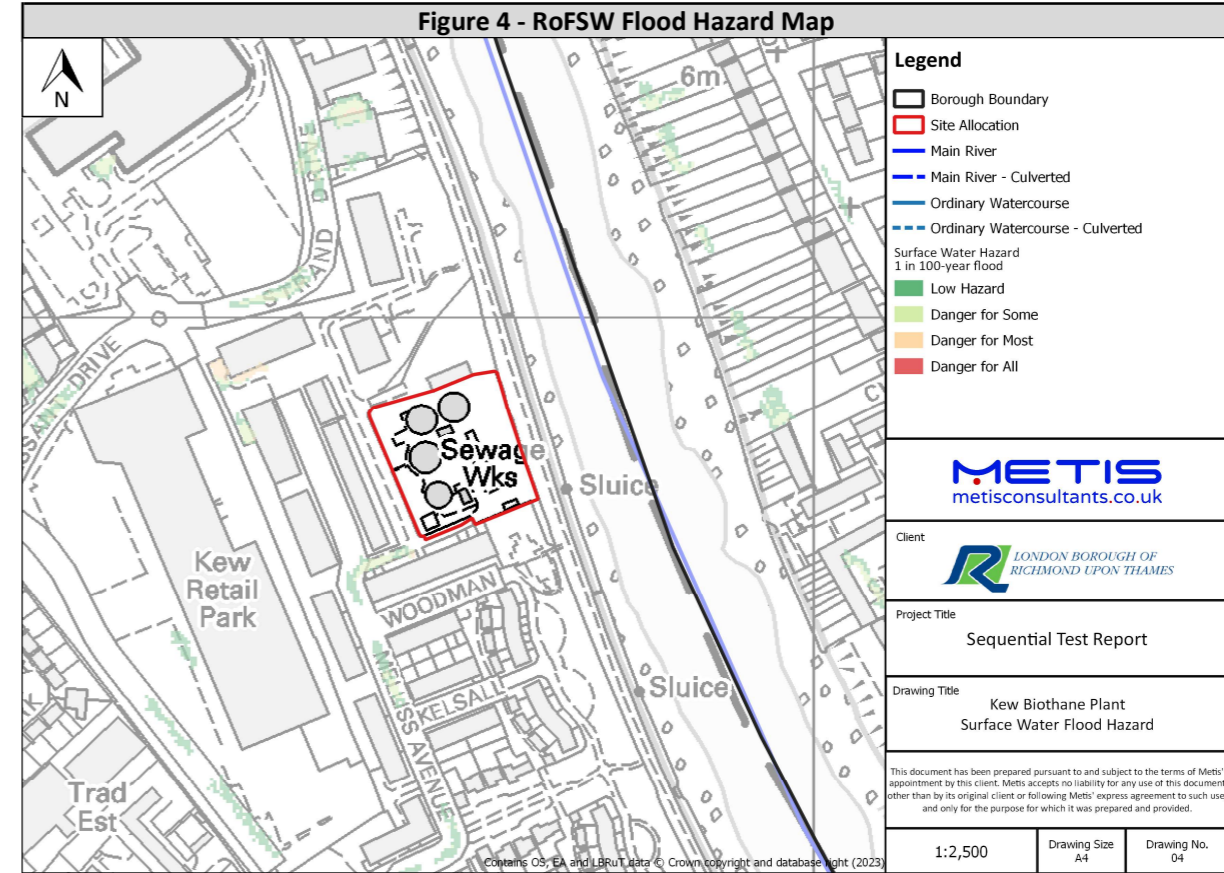 Figure 4 - RoFSW Flood Hazard Map
N
6m
STRAND
DRIVE
Sewage
Wks
Sluice
Kew
Retail
Park
WOODMAN
KELSALL
Sluice
MELISS AVENUE
Trad
Est
Contains OS, EA and LBRuT data © Crown copyright and database right (2023)
Legend
Borough Boundary
Site Allocation
Main River
Main River - Culverted
Ordinary Watercourse
Ordinary Watercourse - Culverted
Surface Water Hazard
1 in 100-year flood
Low Hazard
Danger for Some
Danger for Most
Danger for All
METIS
metisconsultants.co.uk
Client
LONDON BOROUGH OF
RICHMOND UPON THAMES
Project Title
Sequential Test Report
Drawing Title
Kew Biothane Plant
Surface Water Flood Hazard
This document has been prepared pursuant to and subject to the terms of Metis'
appointment by this client. Metis accepts no liability for any use of this document
other than by its original client or following Metis' express agreement to such use
and only for the purpose for which it was prepared and provided.
1:2,500
Drawing Size
A4
Drawing No.
04